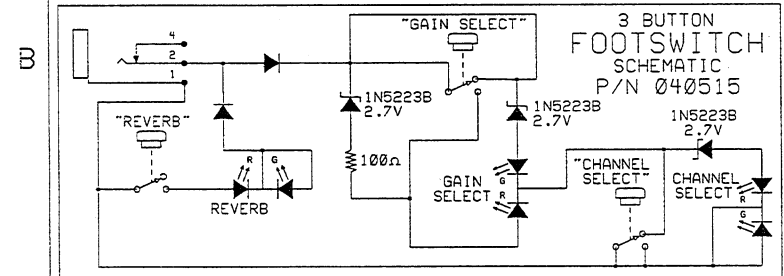 3 BUTTON
FOOTSWITCH
SCHEMATIC
P/N 040515
B
4
2
1
"GAIN SELECT"
1N5223B
2.7V
1N5223B
2.7V
1N5223B
2.7V
"REVERB"
100Ω
R
G
REVERB
GAIN
SELECT
G
R
"CHANNEL
SELECT"
CHANNEL
SELECT
R
G